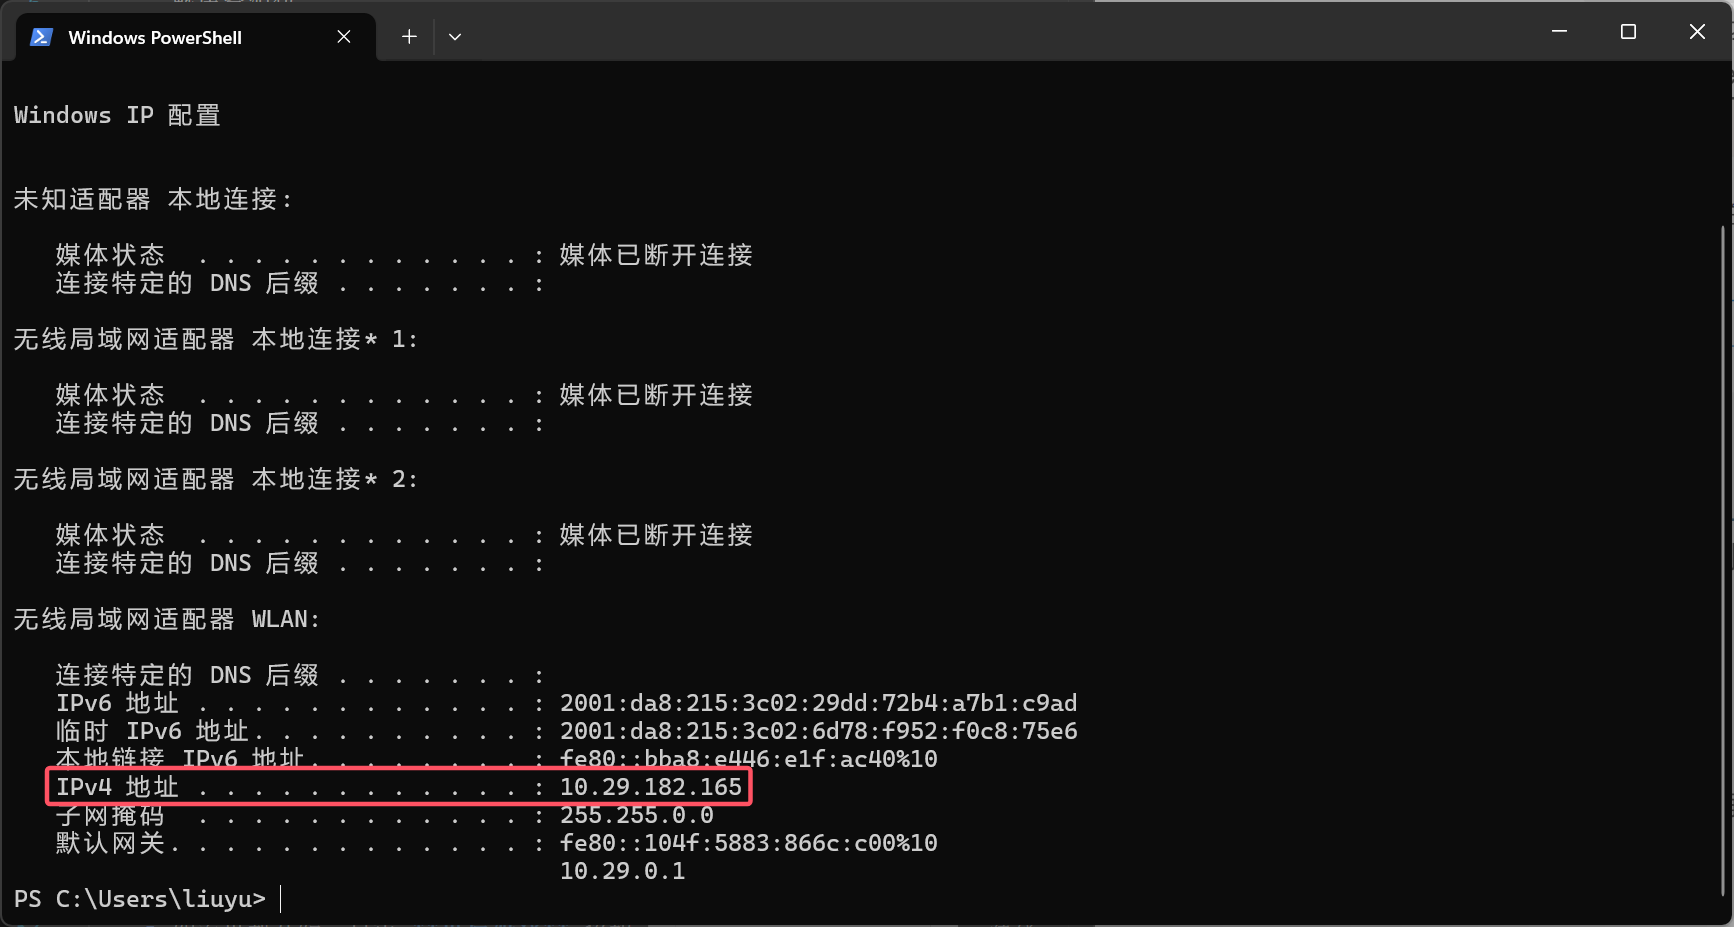 Windows PowerShell
Windows IP 配置
未知适配器 本地连接:
媒体状态 . . . . . . . . . . . . : 媒体已断开连接
连接特定的 DNS 后缀 . . . . . . . :
无线局域网适配器 本地连接* 1:
媒体状态 . . . . . . . . . . . . : 媒体已断开连接
连接特定的 DNS 后缀 . . . . . . . :
无线局域网适配器 本地连接* 2:
媒体状态 . . . . . . . . . . . . : 媒体已断开连接
连接特定的 DNS 后缀 . . . . . . . :
无线局域网适配器 WLAN:
连接特定的 DNS 后缀 . . . . . . . :
IPv6 地址 . . . . . . . . . . . . : 2001:da8:215:3c02:29dd:72b4:a7b1:c9ad
临时 IPv6 地址. . . . . . . . . . : 2001:da8:215:3c02:6d78:f952:f0c8:75e6
本地链接 IPv6 地址. . . . . . . . : fe80::bba8:e446:e1f:ac40%10
IPv4 地址 . . . . . . . . . . . . : 10.29.182.165
子网掩码 . . . . . . . . . . . . : 255.255.0.0
默认网关. . . . . . . . . . . . . : fe80::104f:5883:866c:c00%10
10.29.0.1
PS C:\Users\liuyu>